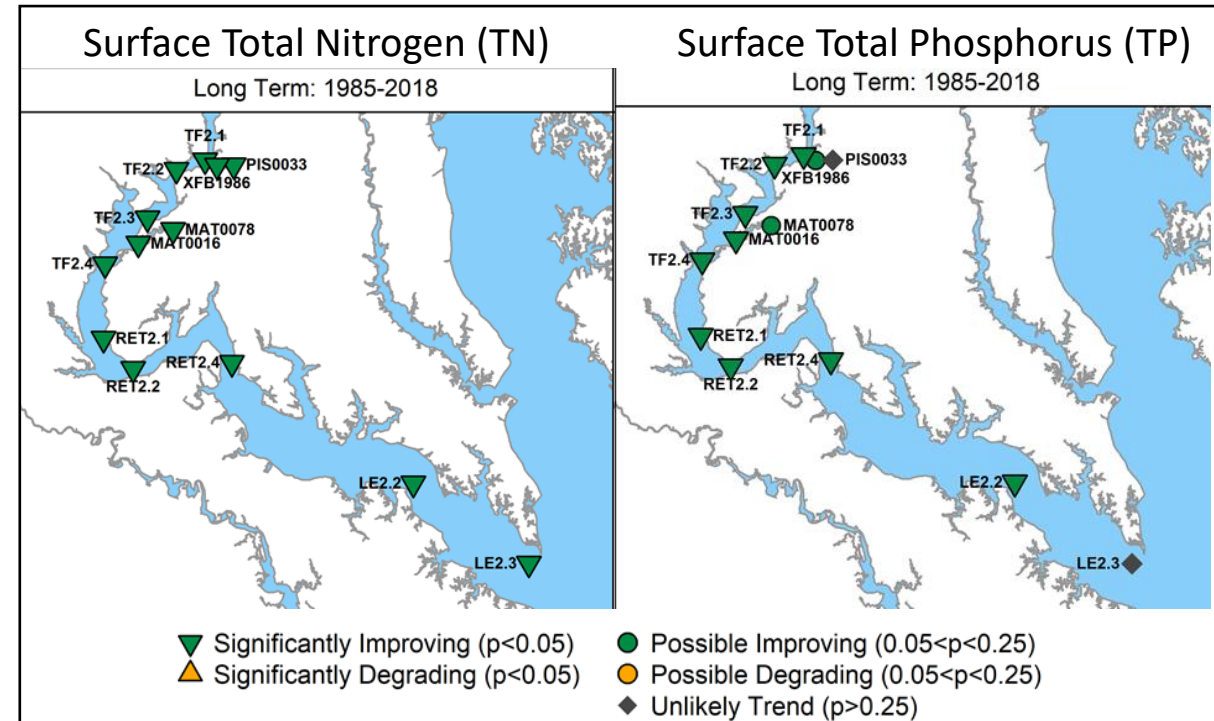 Surface Total Nitrogen (TN)
Long Term: 1985-2018
TF2.1
TF2.2
PIS0033
XFB1986
TF2.3
MAT0078
MAT0016
TF2.4
RET2.1
RET2.4
RET2.2
LE2.2
LE2.3
Surface Total Phosphorus (TP)
Long Term: 1985-2018
TF2.1
TF2.2
PIS0033
XFB1986
TF2.3
MAT0078
MAT0016
TF2.4
RET2.1
RET2.4
RET2.2
LE2.2
LE2.3
Significantly Improving (p<0.05)
Significantly Degrading (p<0.05)
Possible Improving (0.05<p<0.25)
Possible Degrading (0.05<p<0.25)
Unlikely Trend (p>0.25)